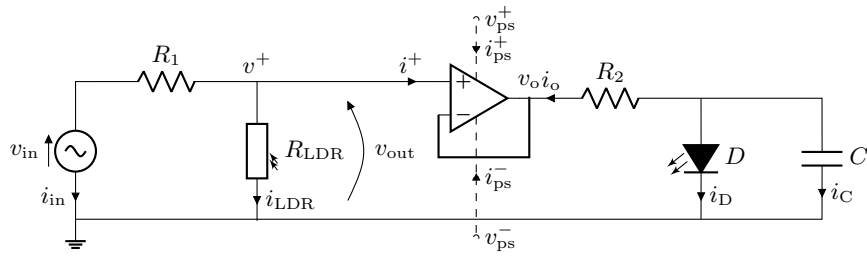 v_ps^+
R_1
v^+
i^+
i_ps^+
+
−
v_o i_o
R_2
v_in
R_LDR
v_out
D
C
i_in
i_LDR
i_ps^-
i_D
i_C
v_ps^-